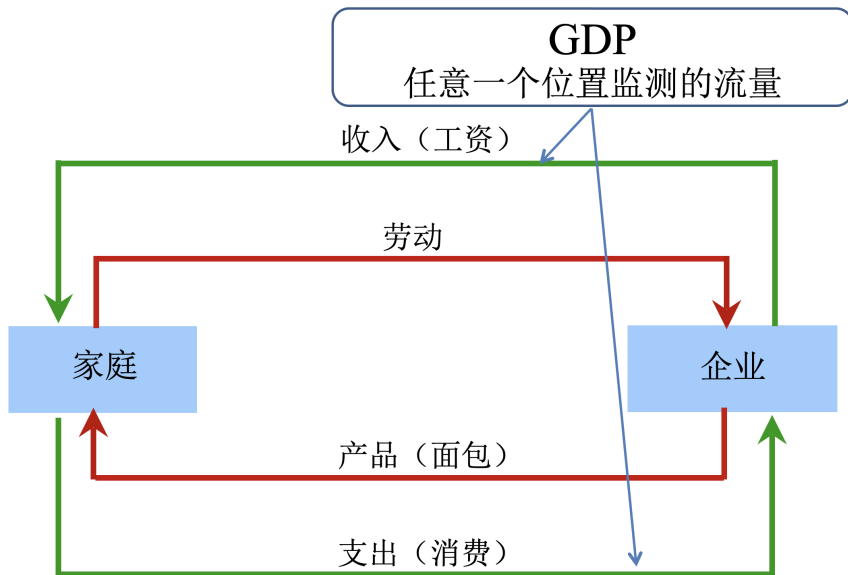 GDP
任意一个位置监测的流量
收入（工资）
劳动
家庭
企业
产品（面包）
支出（消费）